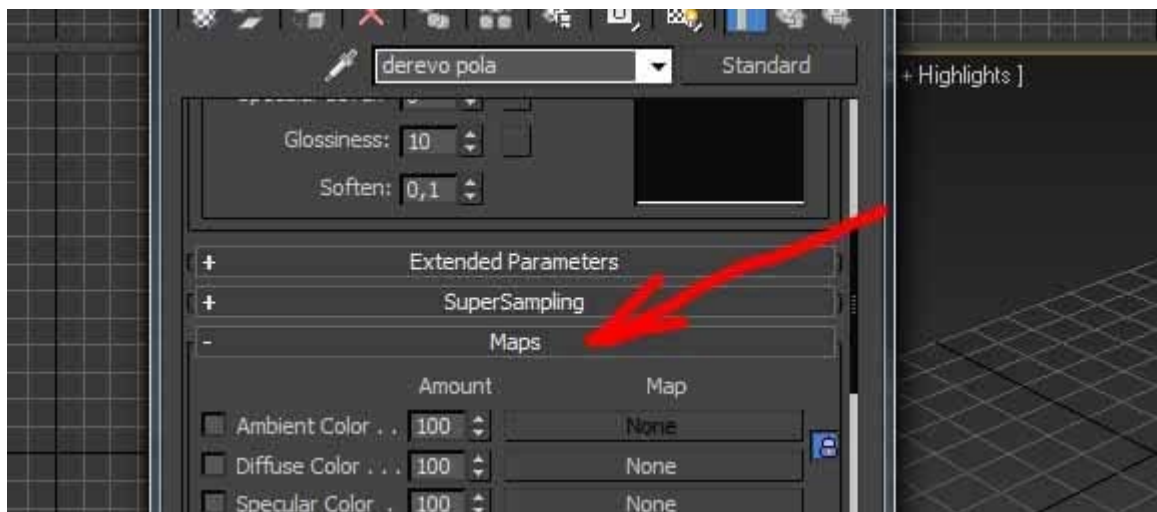 derevo pola Standard
+ Highlights ]
Glossiness: 10
Soften: 0,1
+ Extended Parameters
+ SuperSampling
- Maps
Amount Map
Ambient Color . . 100 None
Diffuse Color . . . 100 None
Specular Color . 100 None